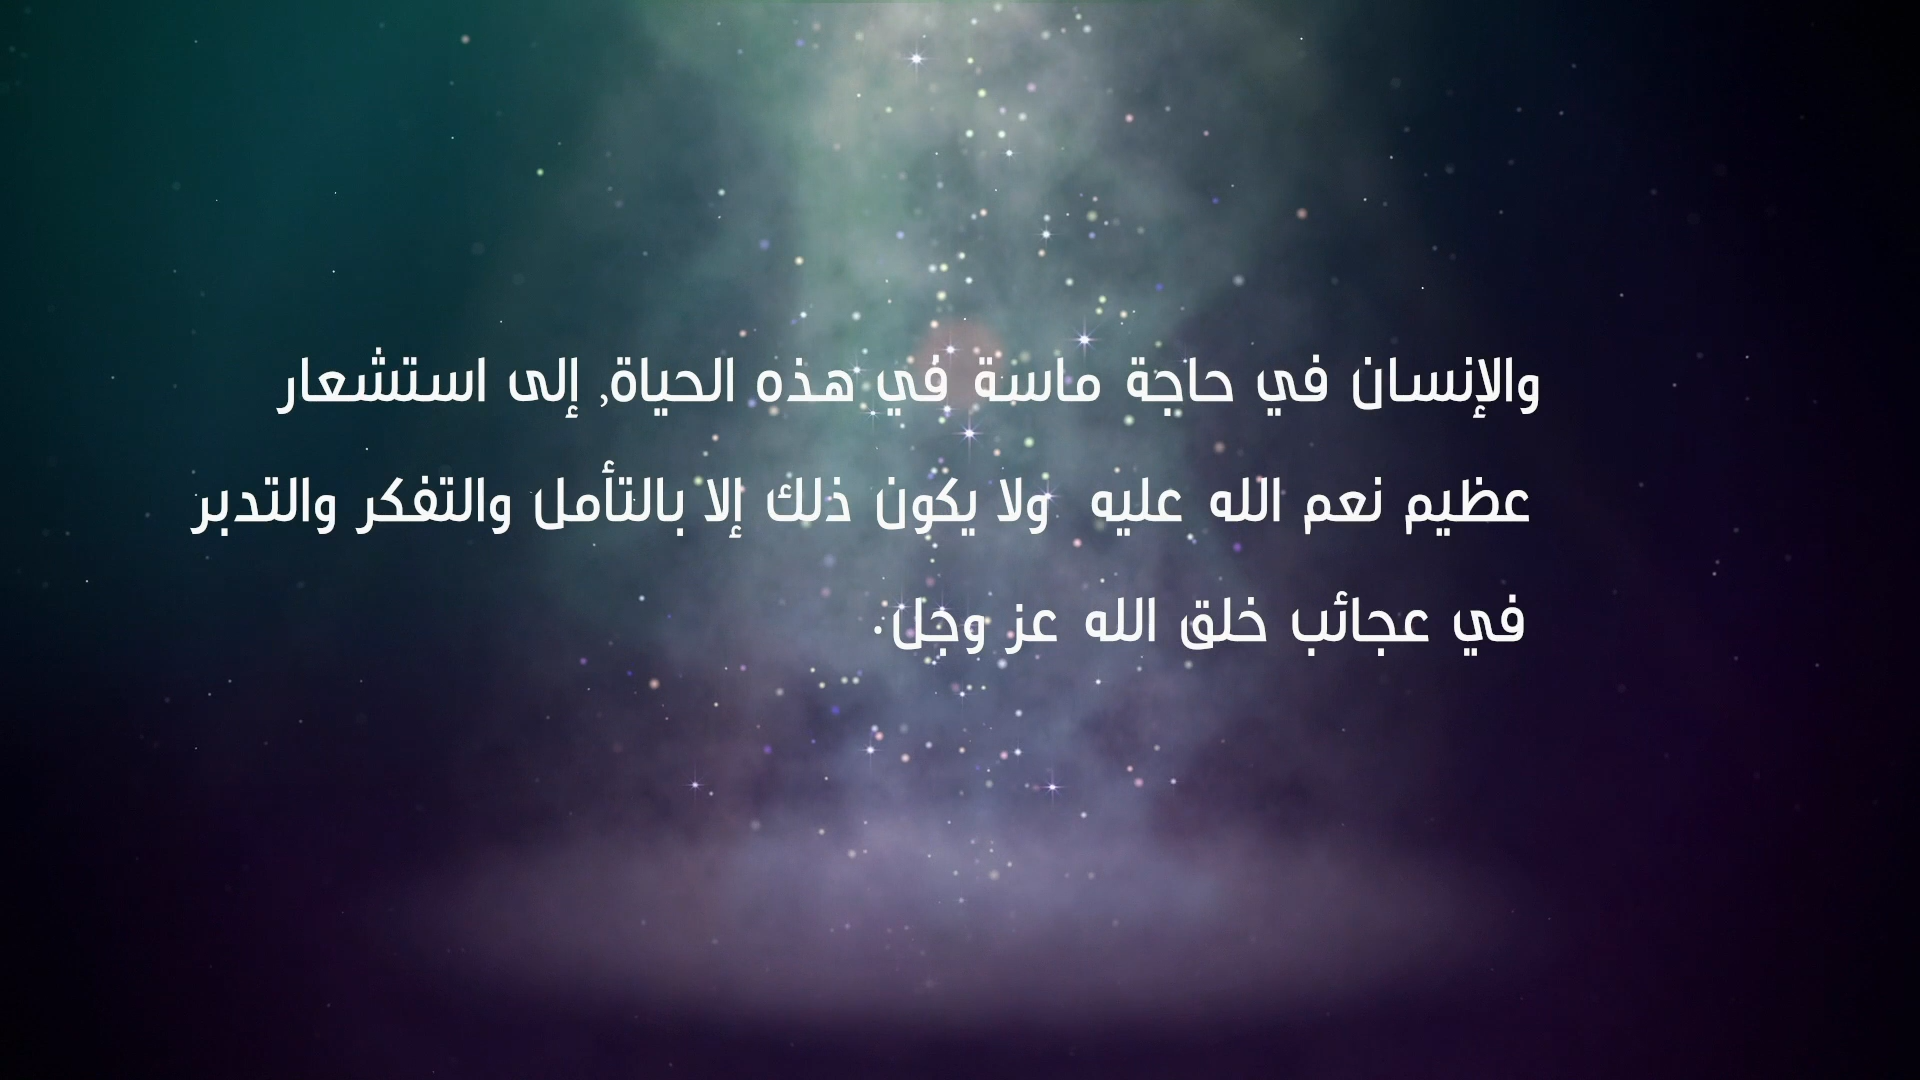 والإنسان في حاجة ماسة في هذه الحياة, إلى استشعار
عظيم نعم الله عليه ولا يكون ذلك إلا بالتأمل والتفكر والتدبر
في عجائب خلق الله عز وجل.